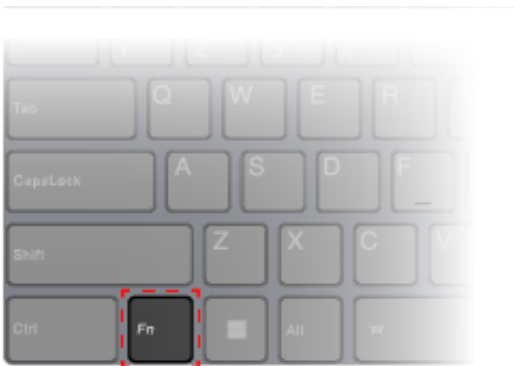 Tab Q W E R
CapsLock A S D F
Shift Z X C V
Ctrl Fn Alt